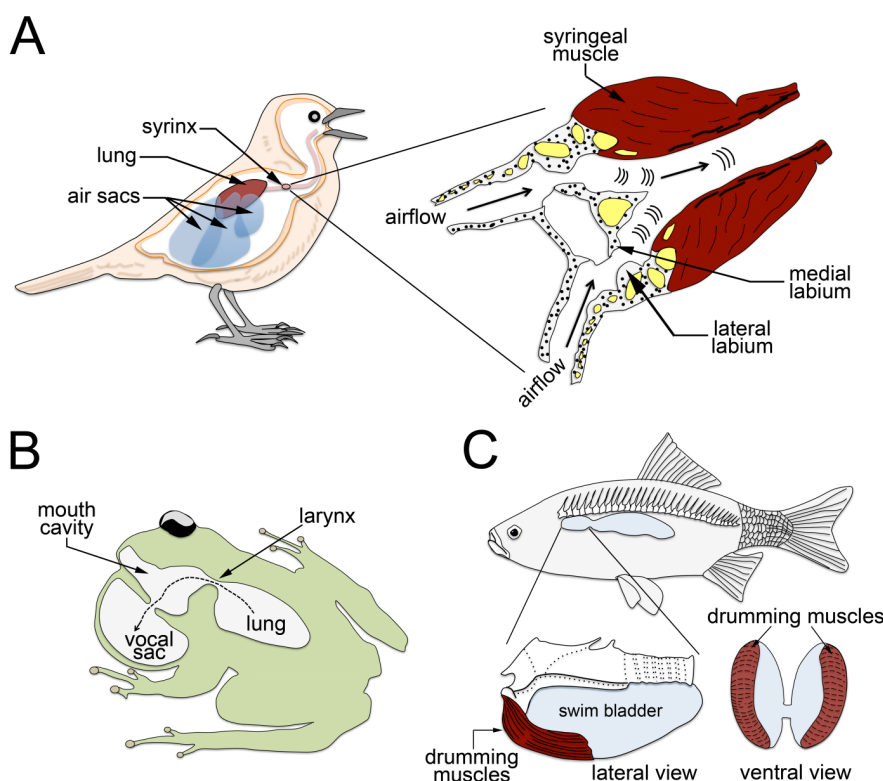 A
syringeal
muscle
syrinx
lung
air sacs
airflow
medial
labium
lateral
labium
airflow
B
mouth
cavity
larynx
lung
vocal
sac
C
drumming muscles
swim bladder
drumming
muscles
lateral view
ventral view